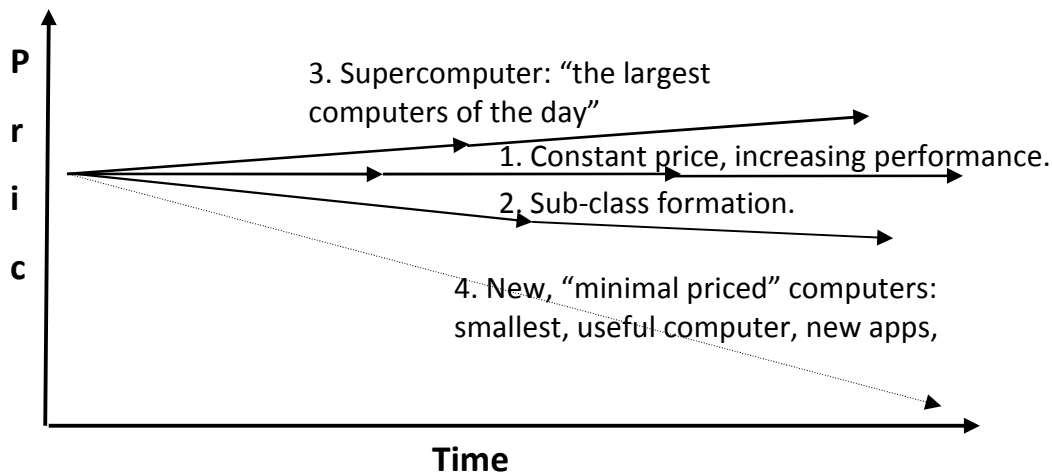 P
r
i
c
3. Supercomputer: “the largest
computers of the day”
1. Constant price, increasing performance.
2. Sub-class formation.
4. New, “minimal priced” computers:
smallest, useful computer, new apps,
Time